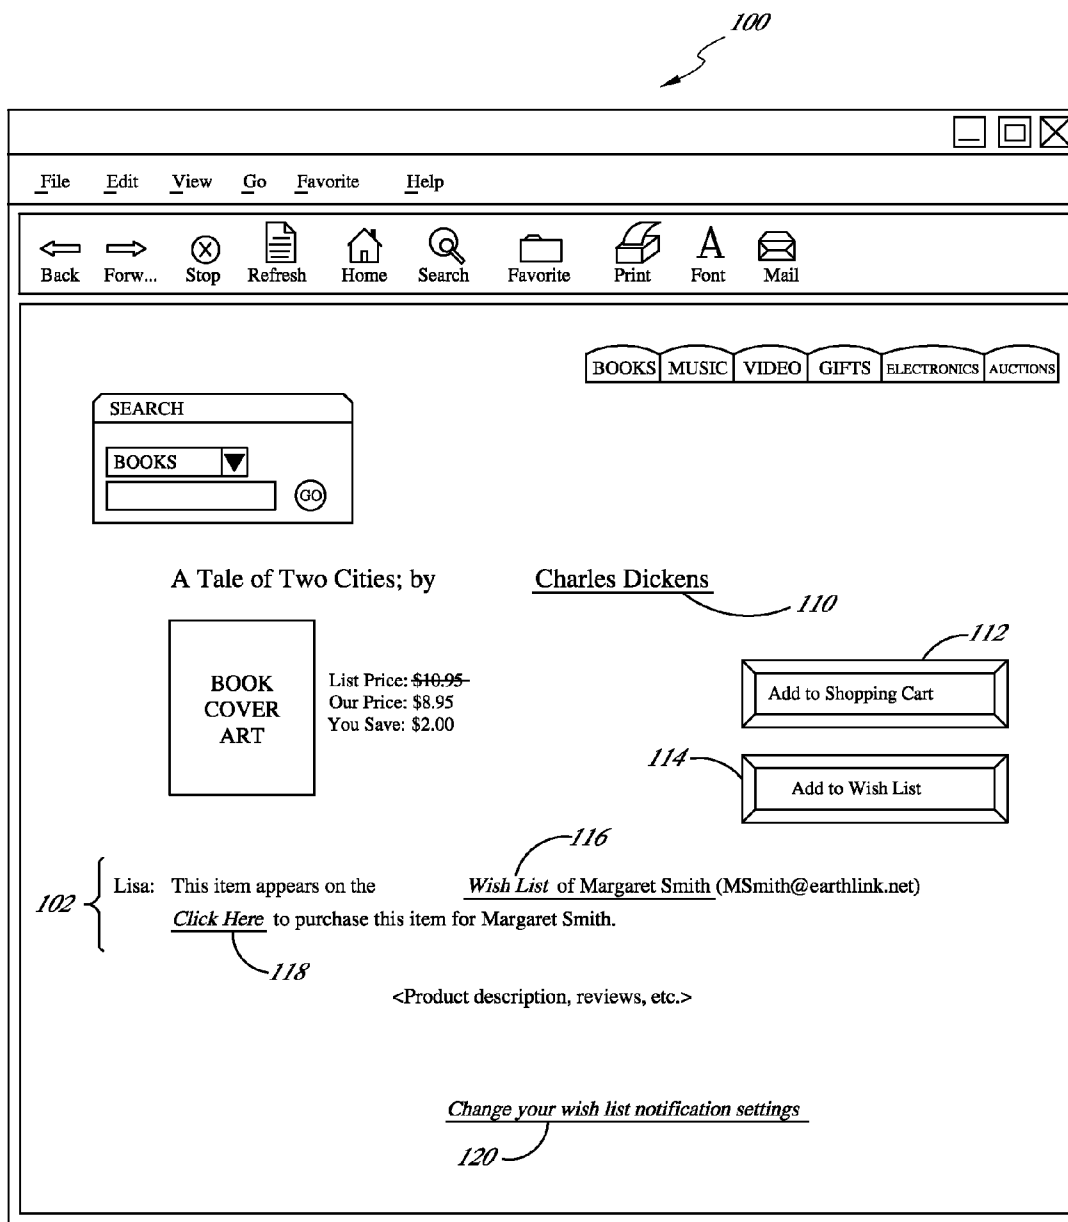 100
File Edit View Go Favorite Help
Back Forw... Stop Refresh Home Search Favorite Print Font Mail
BOOKS MUSIC VIDEO GIFTS ELECTRONICS AUCTIONS
SEARCH
BOOKS
GO
A Tale of Two Cities; by Charles Dickens
110
112
BOOK
COVER
ART
List Price: $10.95
Our Price: $8.95
You Save: $2.00
Add to Shopping Cart
114
Add to Wish List
116
102
Lisa: This item appears on the Wish List of Margaret Smith (MSmith@earthlink.net)
Click Here to purchase this item for Margaret Smith.
118
<Product description, reviews, etc.>
Change your wish list notification settings
120